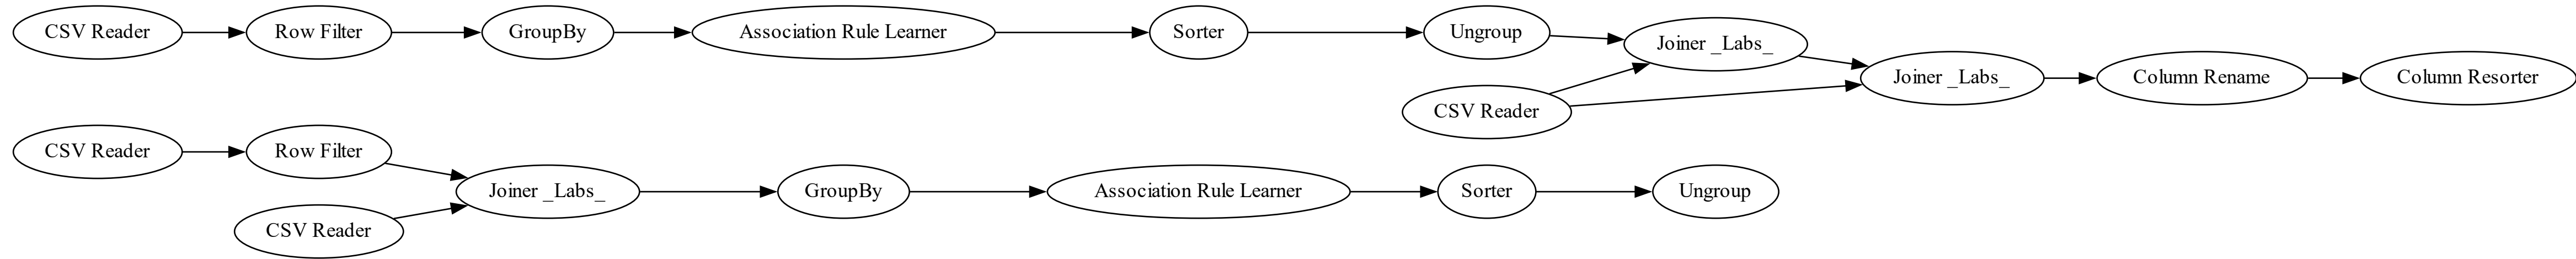 CSV Reader
Row Filter
GroupBy
Association Rule Learner
Sorter
Ungroup
Joiner _Labs_
CSV Reader
Joiner _Labs_
Column Rename
Column Resorter
CSV Reader
Row Filter
CSV Reader
Joiner _Labs_
GroupBy
Association Rule Learner
Sorter
Ungroup